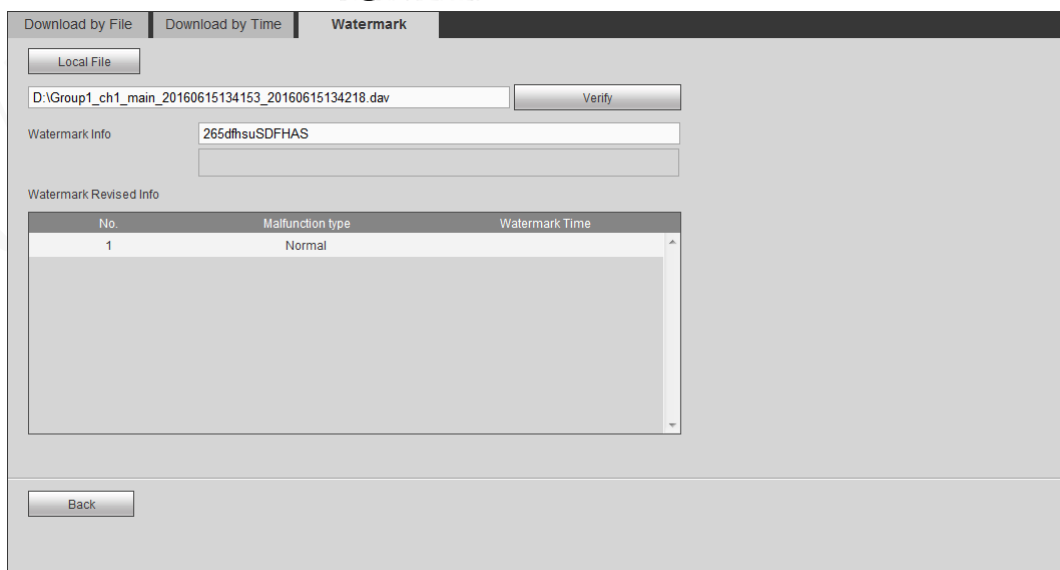 Download by File Download by Time Watermark
Local File
D:\Group1_ch1_main_20160615134153_20160615134218.dav Verify
Watermark Info 265dfhsuSDFHAS
Watermark Revised Info
No. Malfunction type Watermark Time
1 Normal
Back